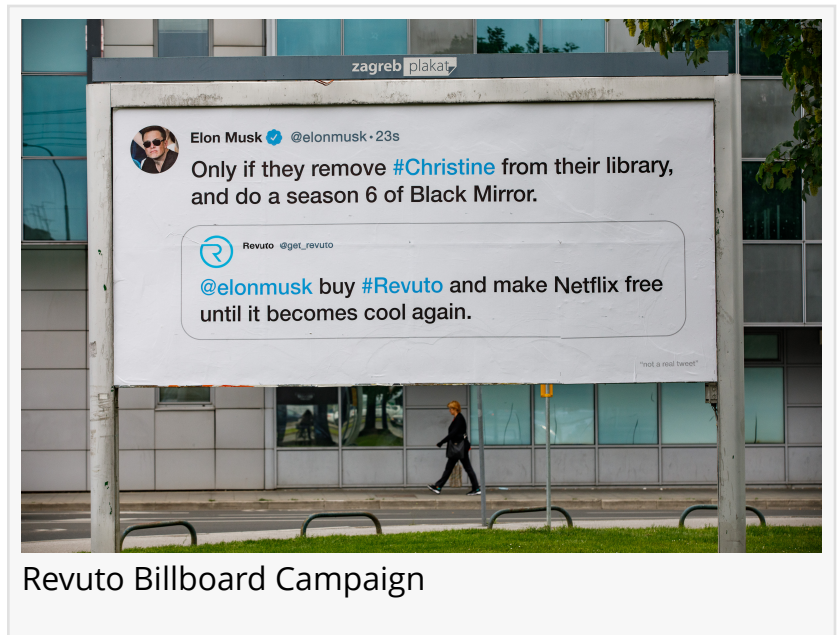 zagreb plakat
Elon Musk @elonmusk·23s
Only if they remove #Christine from their library,
and do a season 6 of Black Mirror.
Revuto @get_revuto
@elonmusk buy #Revuto and make Netflix free
until it becomes cool again.
"not a real tweet"
Revuto Billboard Campaign